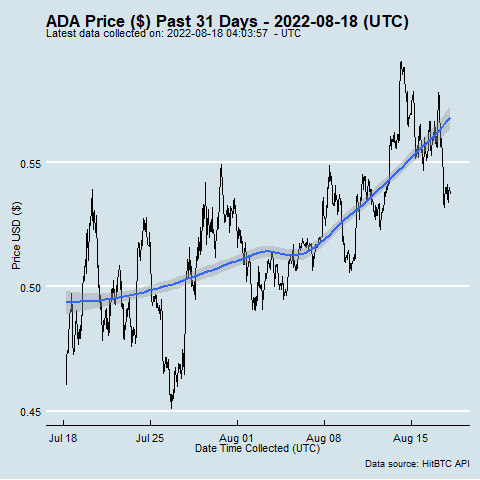 ADA Price ($) Past 31 Days - 2022-08-18 (UTC)
Latest data collected on: 2022-08-18 04:03:57 - UTC
0.55
0.50
0.45
Price USD ($)
Jul 18 Jul 25 Aug 01 Aug 08 Aug 15
Date Time Collected (UTC)
Data source: HitBTC API